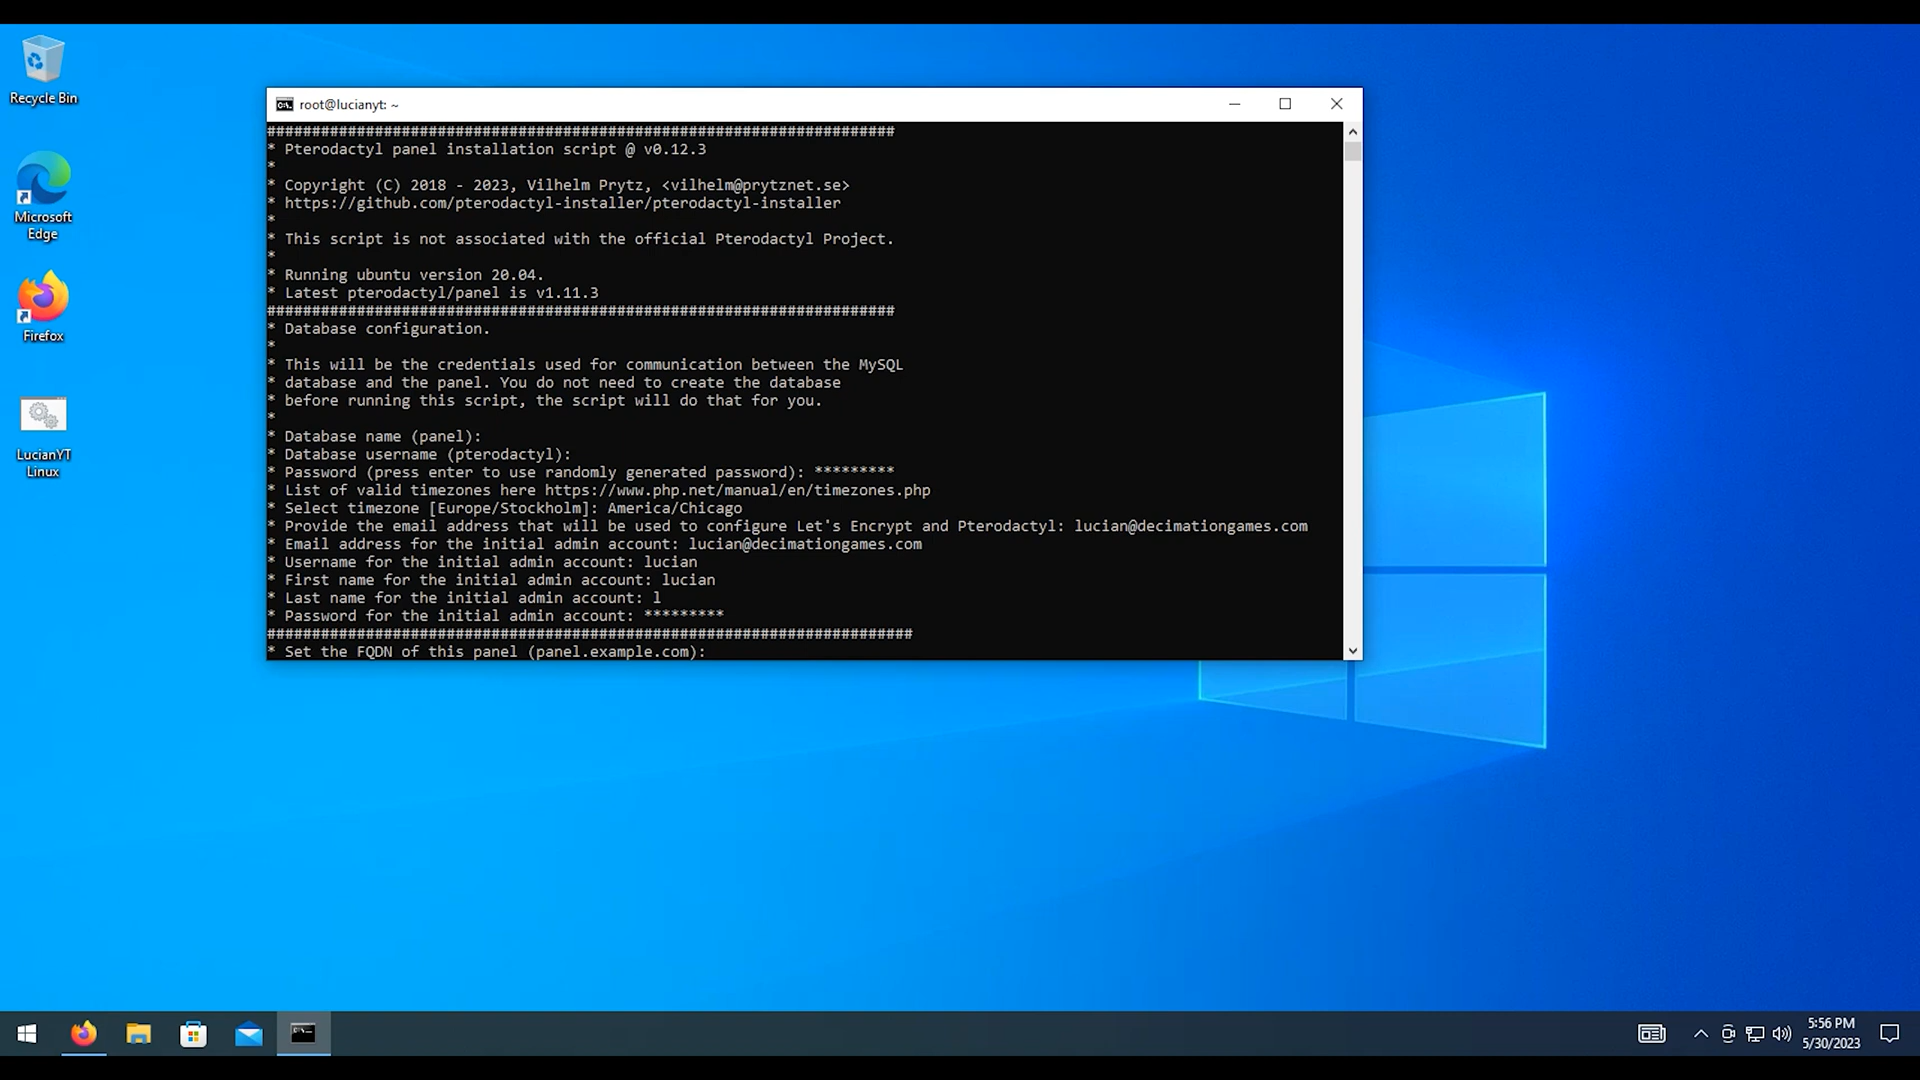 Recycle Bin
Microsoft
Edge
Firefox
LucianYT
Linux
root@lucianyt: ~
######################################################################
* Pterodactyl panel installation script @ v0.12.3
*
* Copyright (C) 2018 - 2023, Vilhelm Prytz, <vilhelm@prytznet.se>
* https://github.com/pterodactyl-installer/pterodactyl-installer
*
* This script is not associated with the official Pterodactyl Project.
*
* Running ubuntu version 20.04.
* Latest pterodactyl/panel is v1.11.3
######################################################################
* Database configuration.
*
* This will be the credentials used for communication between the MySQL
* database and the panel. You do not need to create the database
* before running this script, the script will do that for you.
*
* Database name (panel):
* Database username (pterodactyl):
* Password (press enter to use randomly generated password): *********
* List of valid timezones here https://www.php.net/manual/en/timezones.php
* Select timezone [Europe/Stockholm]: America/Chicago
* Provide the email address that will be used to configure Let's Encrypt and Pterodactyl: lucian@decimationgames.com
* Email address for the initial admin account: lucian@decimationgames.com
* Username for the initial admin account: lucian
* First name for the initial admin account: lucian
* Last name for the initial admin account: l
* Password for the initial admin account: *********
########################################################################
* Set the FQDN of this panel (panel.example.com):
5:56 PM
5/30/2023